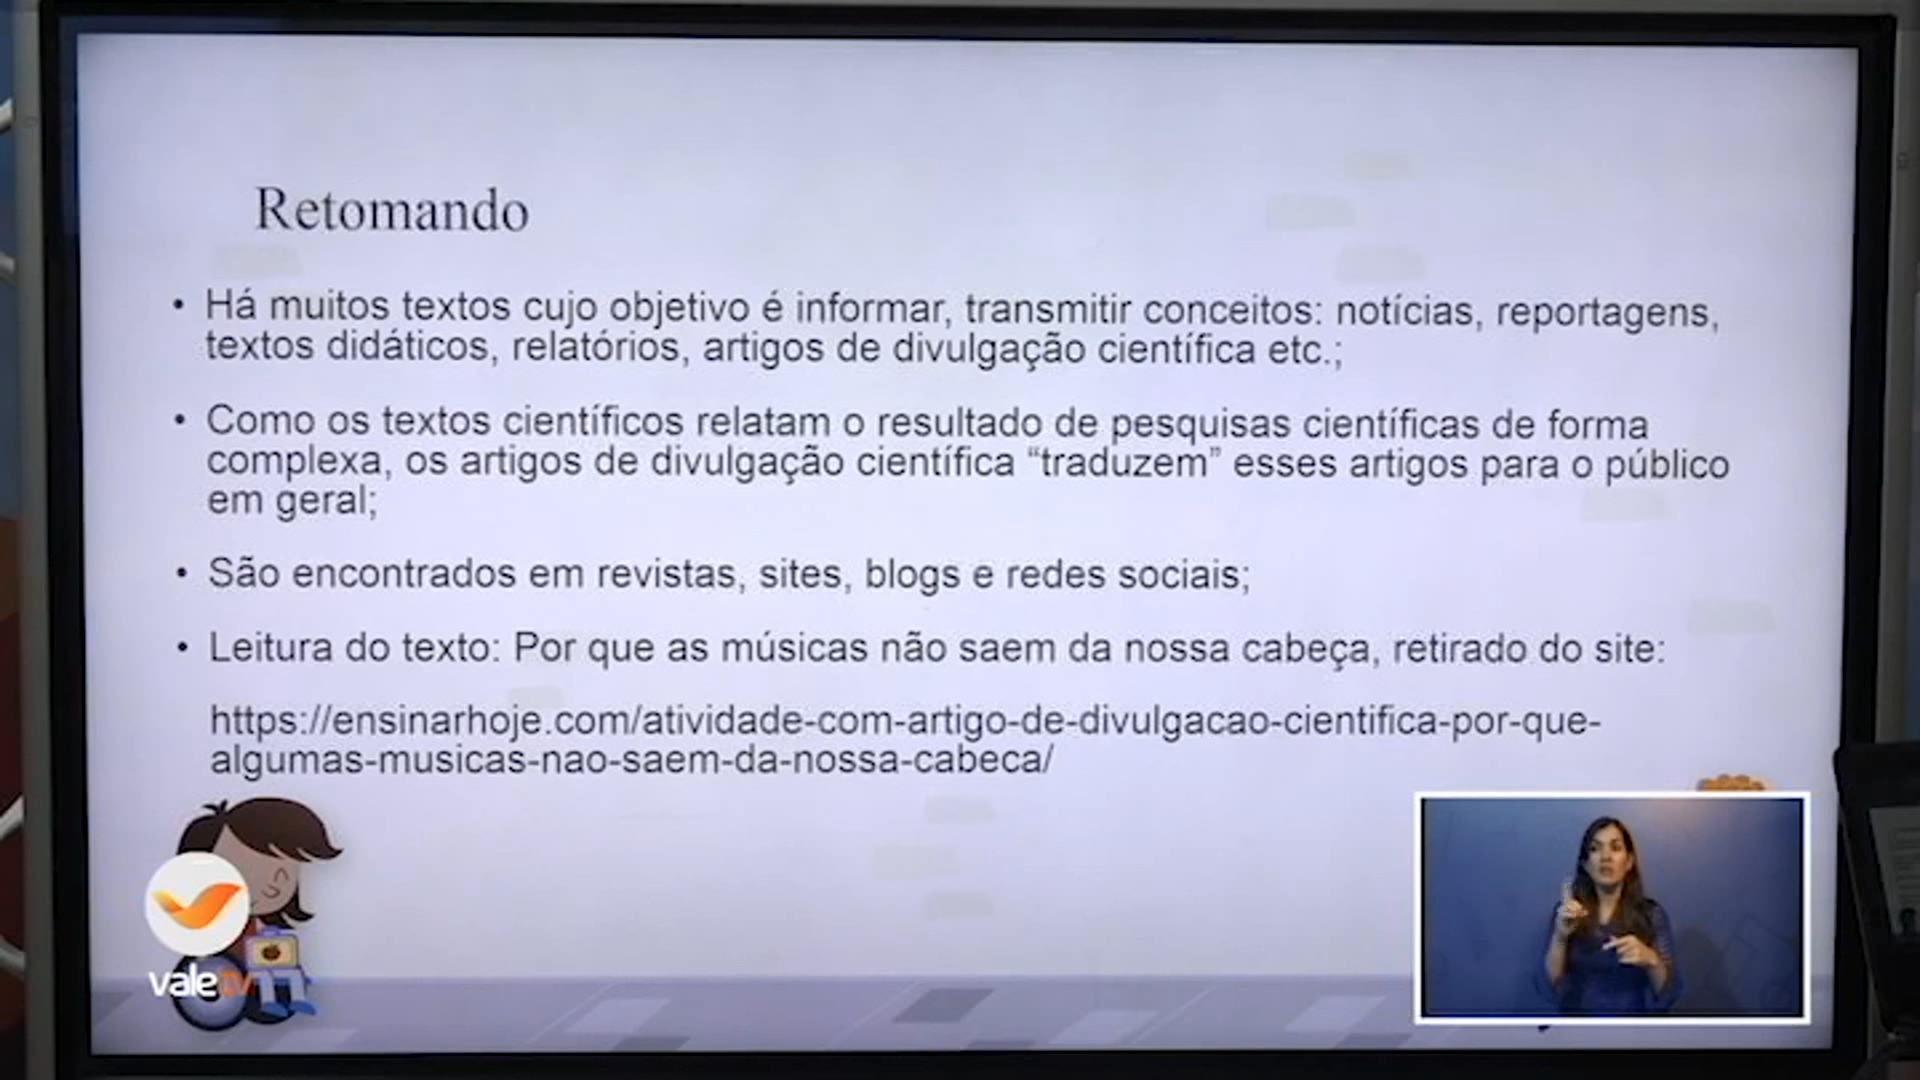 Retomando
• Há muitos textos cujo objetivo é informar, transmitir conceitos: notícias, reportagens,
textos didáticos, relatórios, artigos de divulgação científica etc.;
• Como os textos científicos relatam o resultado de pesquisas científicas de forma
complexa, os artigos de divulgação científica “traduzem” esses artigos para o público
em geral;
• São encontrados em revistas, sites, blogs e redes sociais;
• Leitura do texto: Por que as músicas não saem da nossa cabeça, retirado do site:
https://ensinarhoje.com/atividade-com-artigo-de-divulgacao-cientifica-por-que-
algumas-musicas-nao-saem-da-nossa-cabeca/
valetv